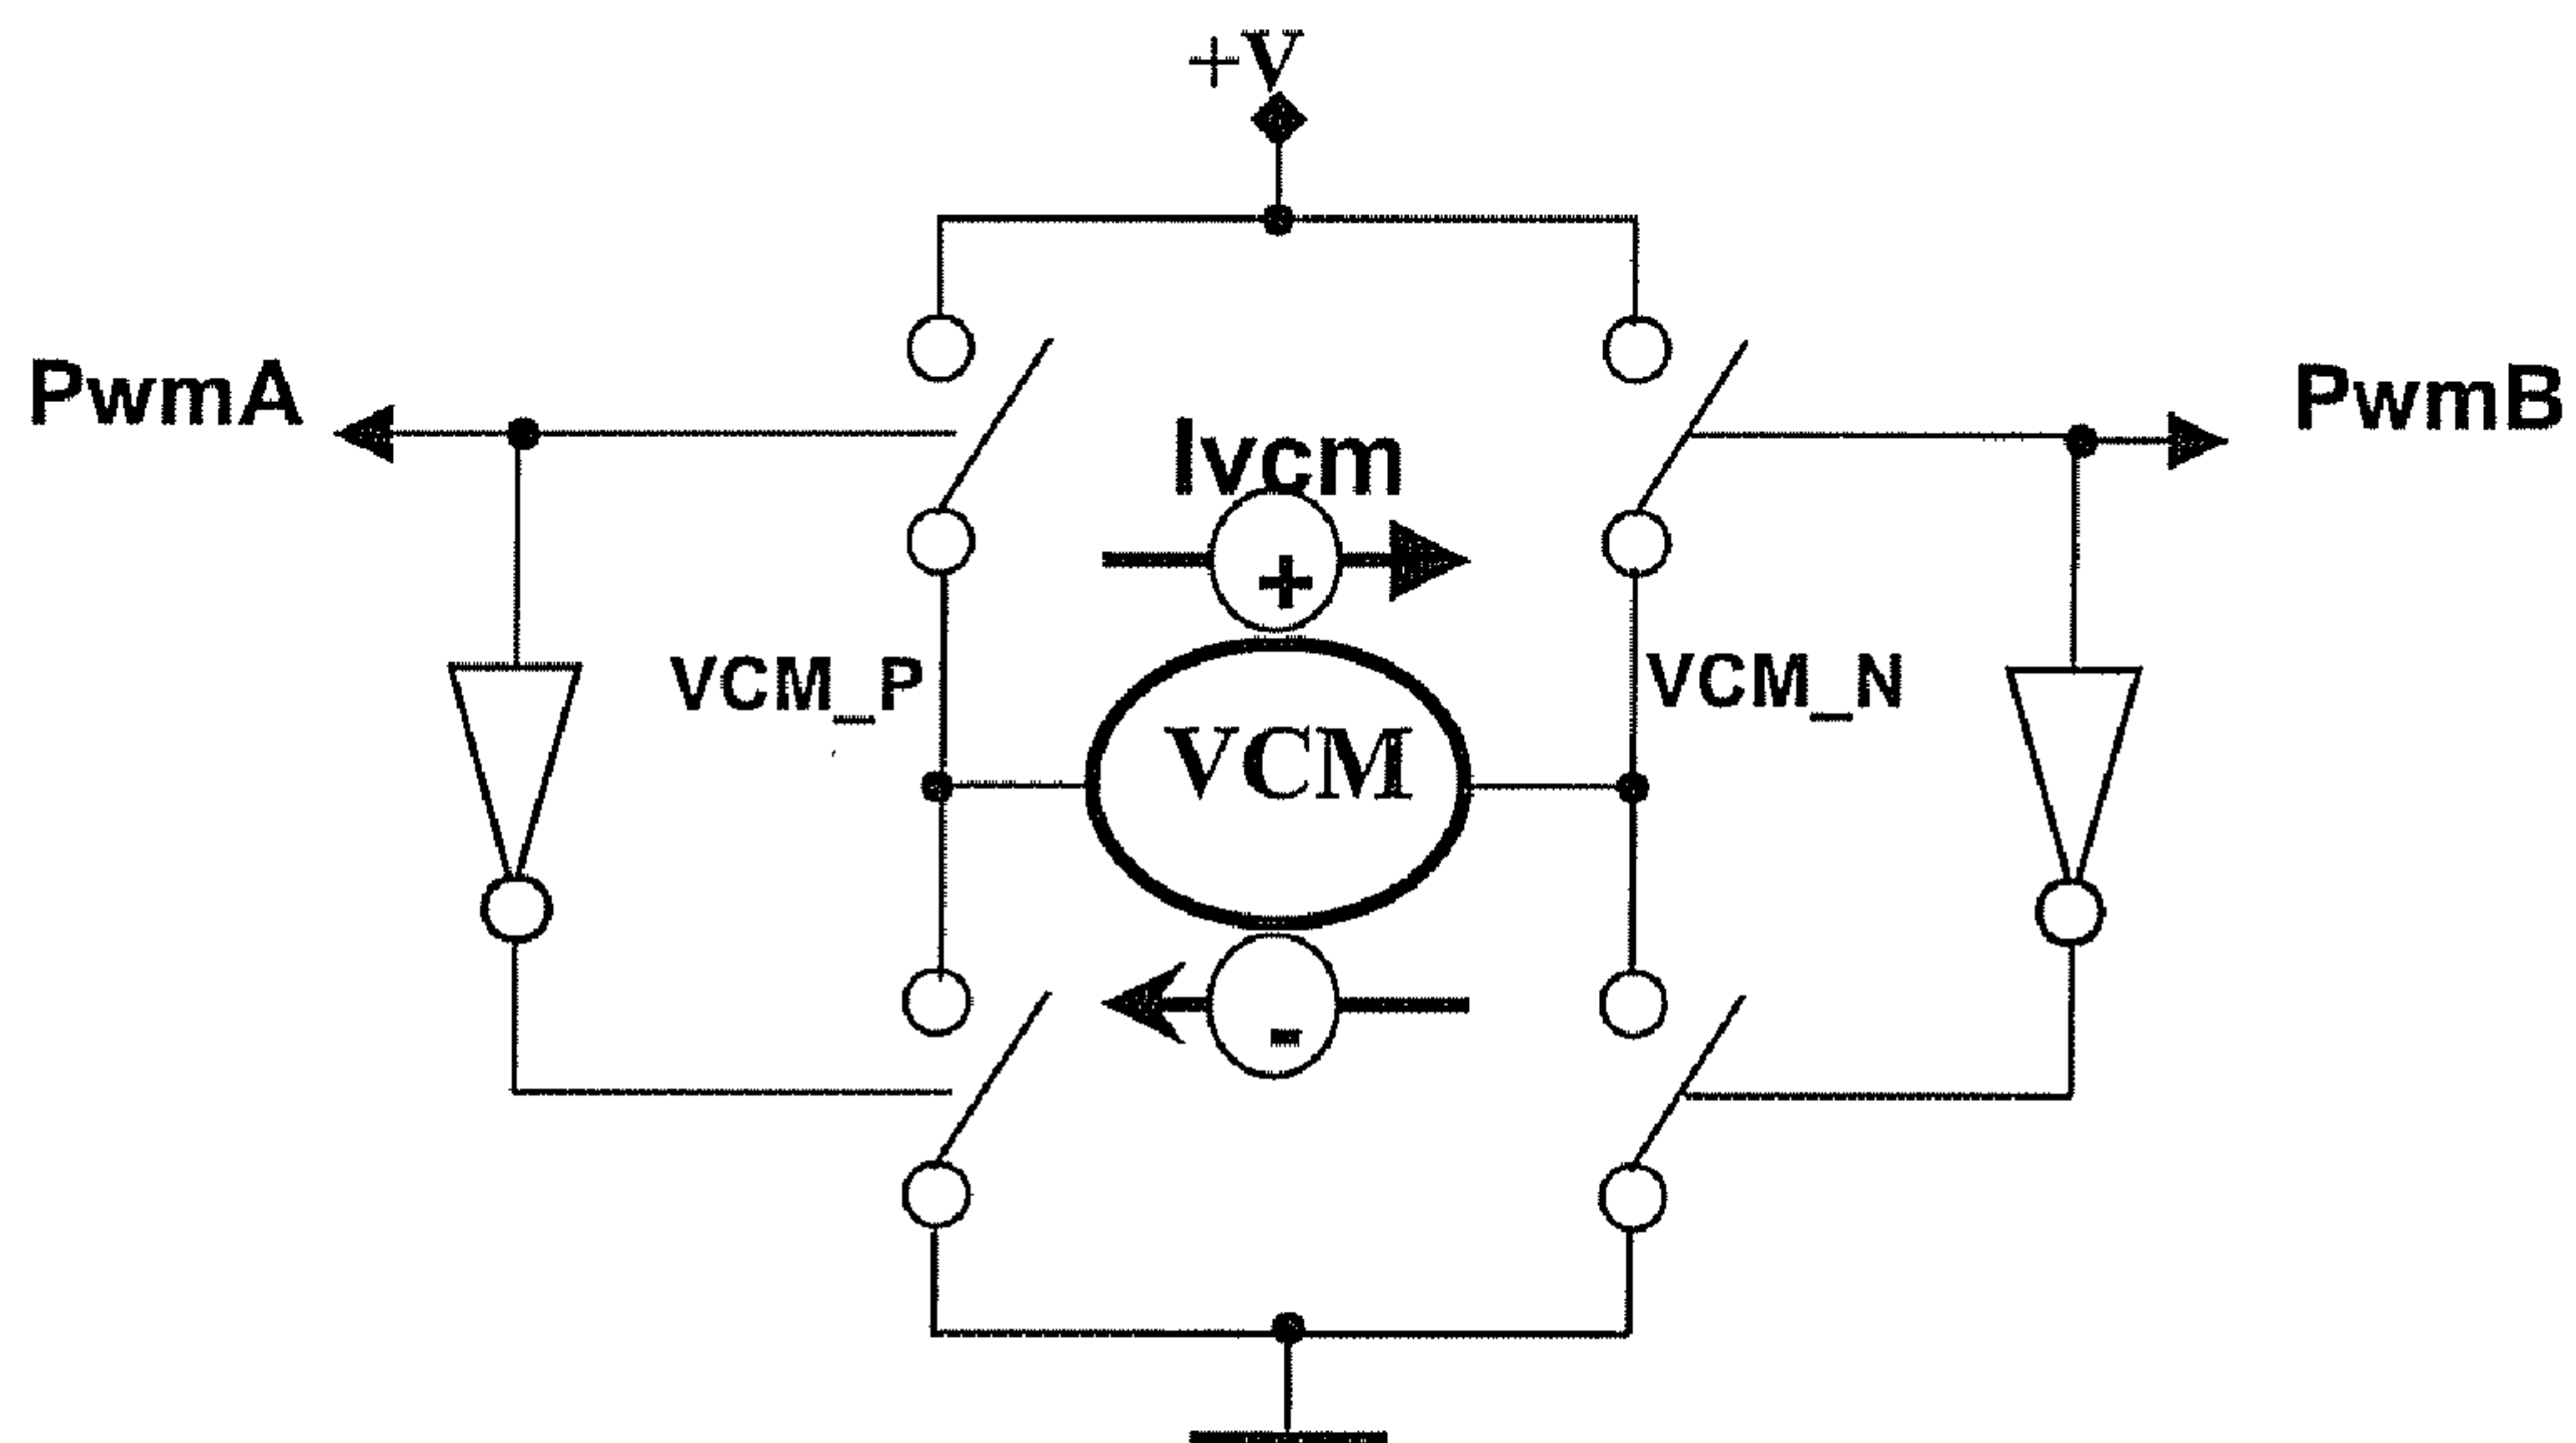 +V
PwmA
PwmB
Ivcm
+
VCM_P
VCM_N
VCM
-